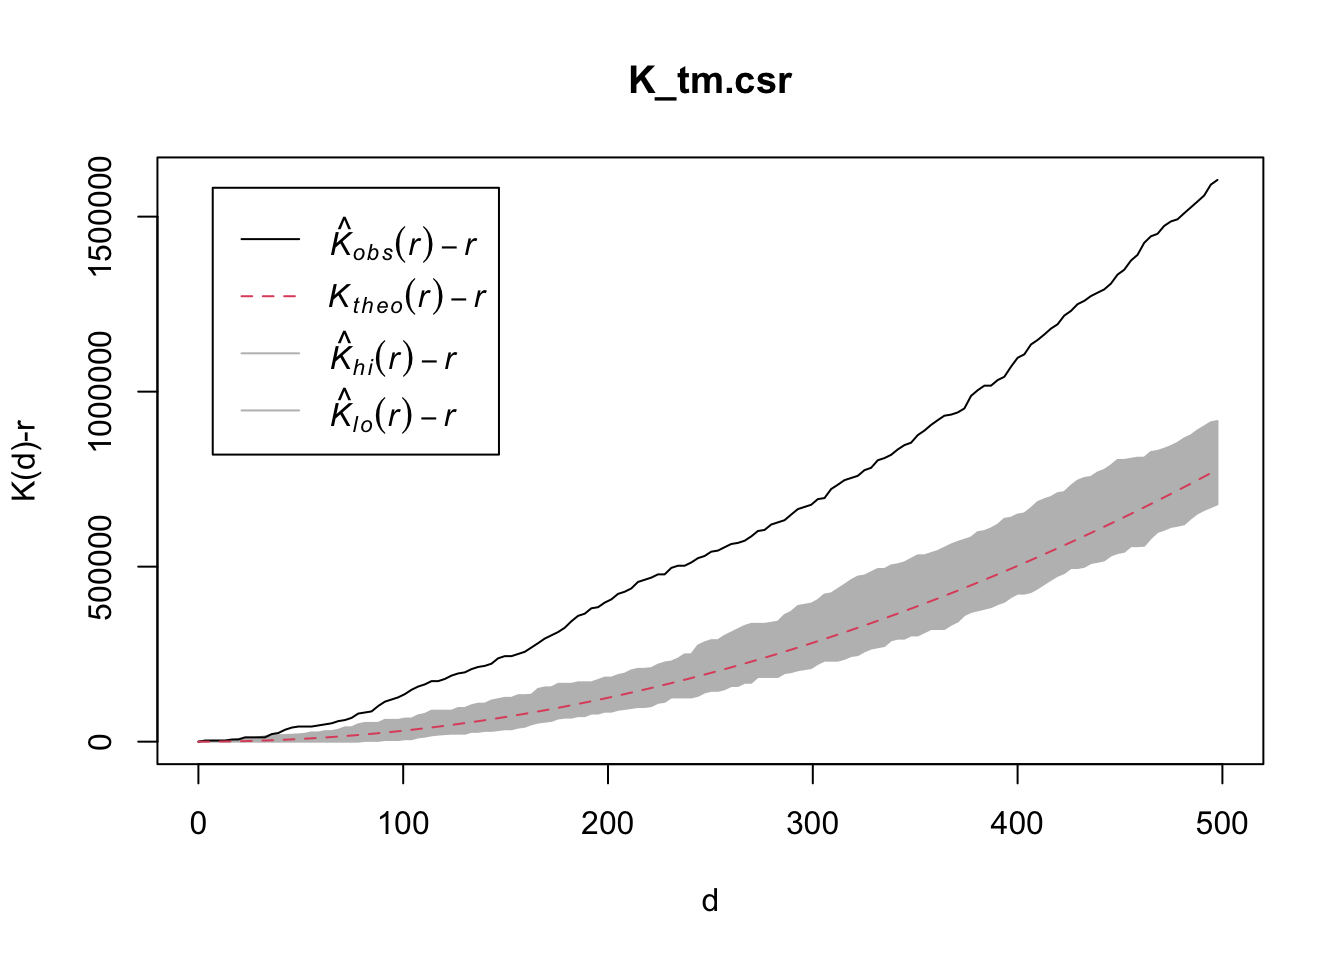 K_tm.csr
K̂obs(r) − r
Ktheo(r) − r
K̂hi(r) − r
K̂lo(r) − r
K(d)-r
1500000
1000000
500000
0
0 100 200 300 400 500
d